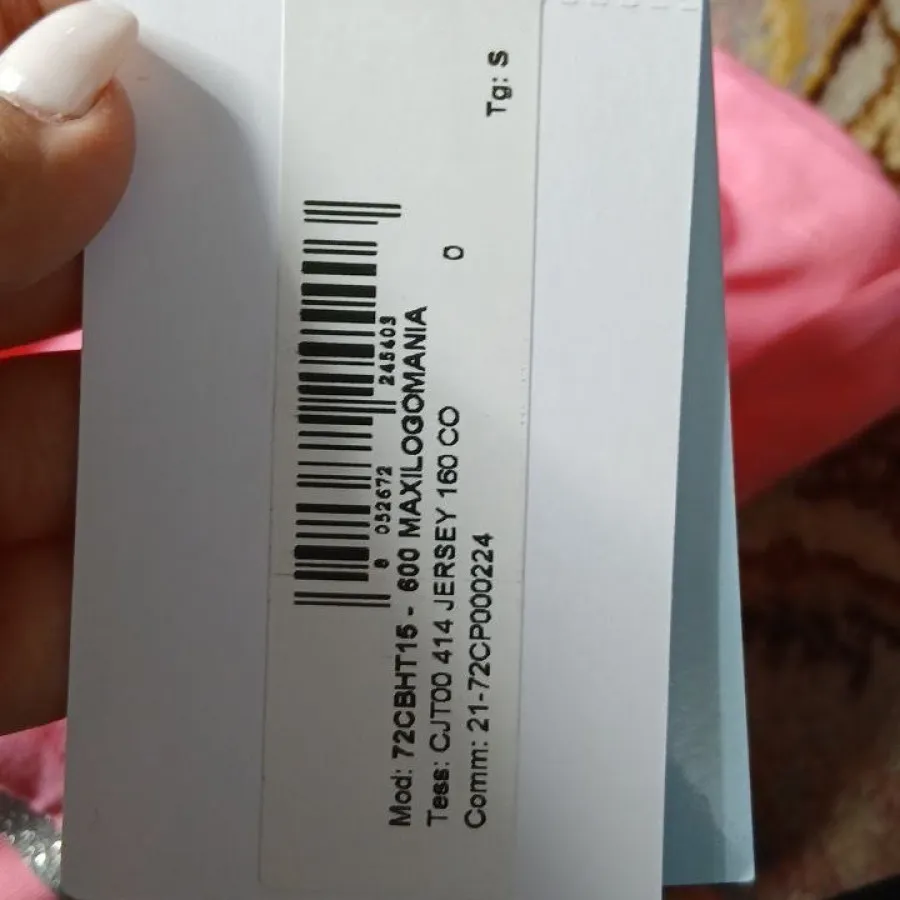 Tg: S
8 052672 245403
Mod: 72CBHT15 - 600 MAXILOGOMANIA
Tess: CJT00 414 JERSEY 160 CO 0
Comm: 21-72CP000224